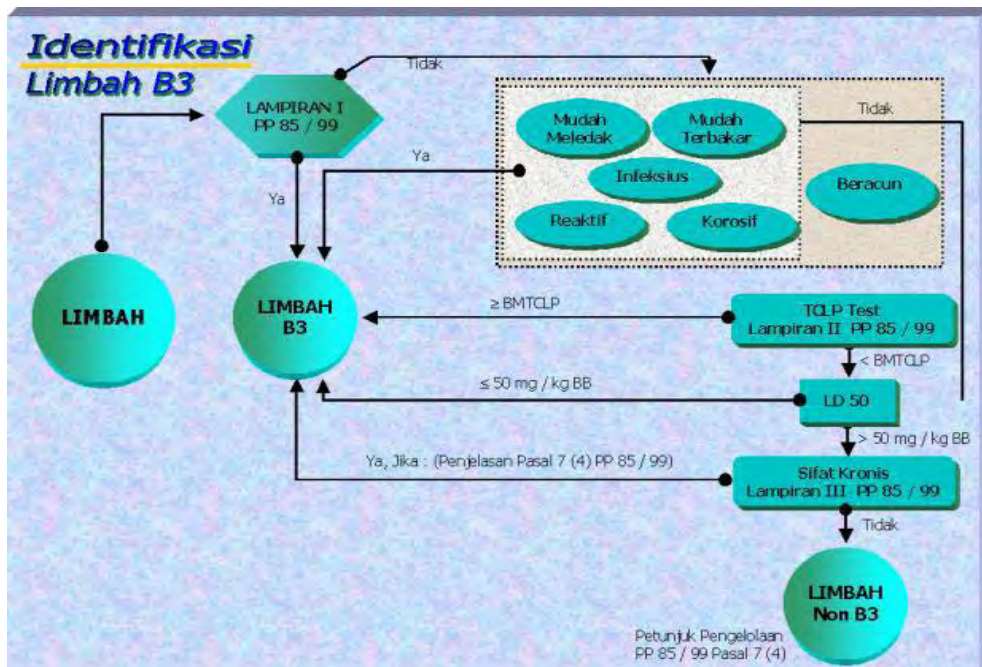 Identifikasi
Limbah B3
Tidak
LAMPIRAN I
PP 85 / 99
Mudah
Meledak
Mudah
Terbakar
Tidak
Ya
Infeksius
Beracun
Ya
Reaktif
Korosif
LIMBAH
LIMBAH
B3
≥ BMTCLP
TCLP Test
Lampiran II PP 85 / 99
< BMTCLP
≤ 50 mg / kg BB
LD 50
> 50 mg / kg BB
Ya, Jika : (Penjelasan Pasal 7 (4) PP 85 / 99)
Sifat Kronis
Lampiran III PP 85 / 99
Tidak
LIMBAH
Non B3
Petunjuk Pengelolaan
PP 85 / 99 Pasal 7 (4)